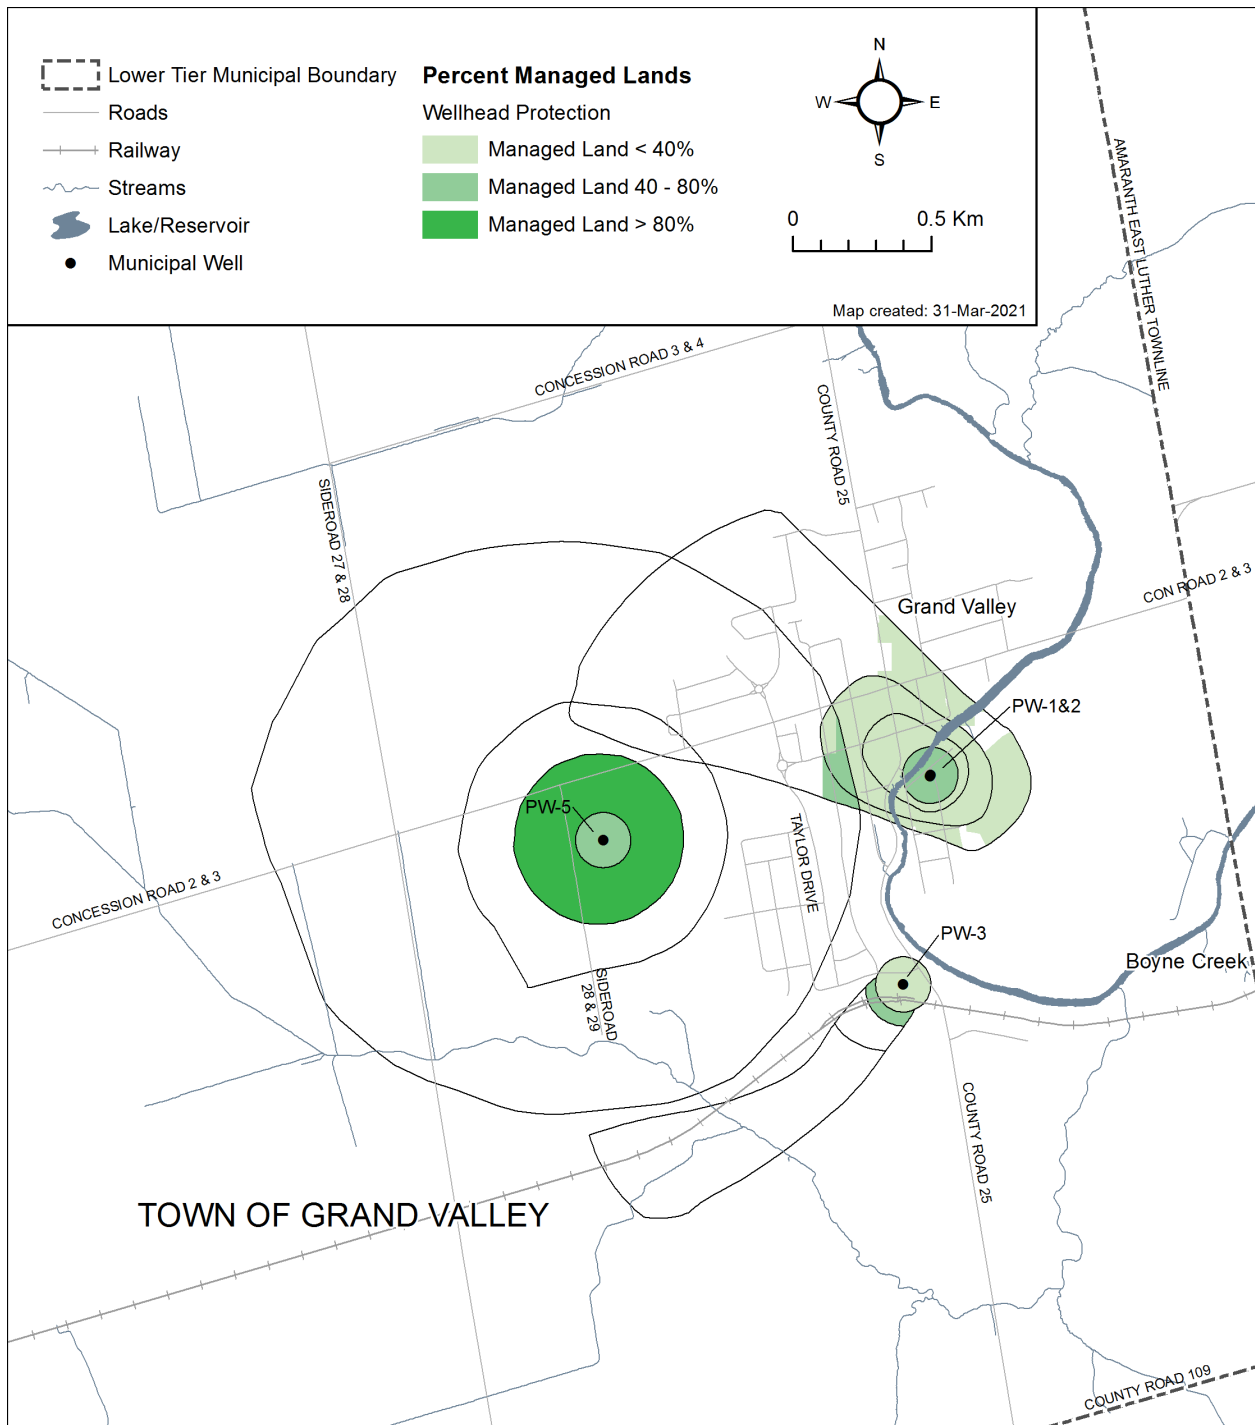 Lower Tier Municipal Boundary
Roads
Railway
Streams
Lake/Reservoir
Municipal Well
Percent Managed Lands
Wellhead Protection
Managed Land < 40%
Managed Land 40 - 80%
Managed Land > 80%
N
W
E
S
0
0.5 Km
Map created: 31-Mar-2021
AMARANTH EAST LUTHER TOWNLINE
CONCESSION ROAD 3 & 4
COUNTY ROAD 25
SIDEROAD 27 & 28
CON ROAD 2 & 3
Grand Valley
PW-1&2
PW-5
TAYLOR DRIVE
CONCESSION ROAD 2 & 3
PW-3
Boyne Creek
SIDEROAD
28 & 29
COUNTY ROAD 25
TOWN OF GRAND VALLEY
COUNTY ROAD 109